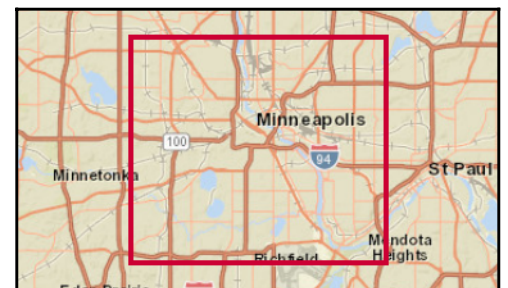 Minneapolis
100
94
St Paul
Minnetonka
Mendota
Heights
Richfield